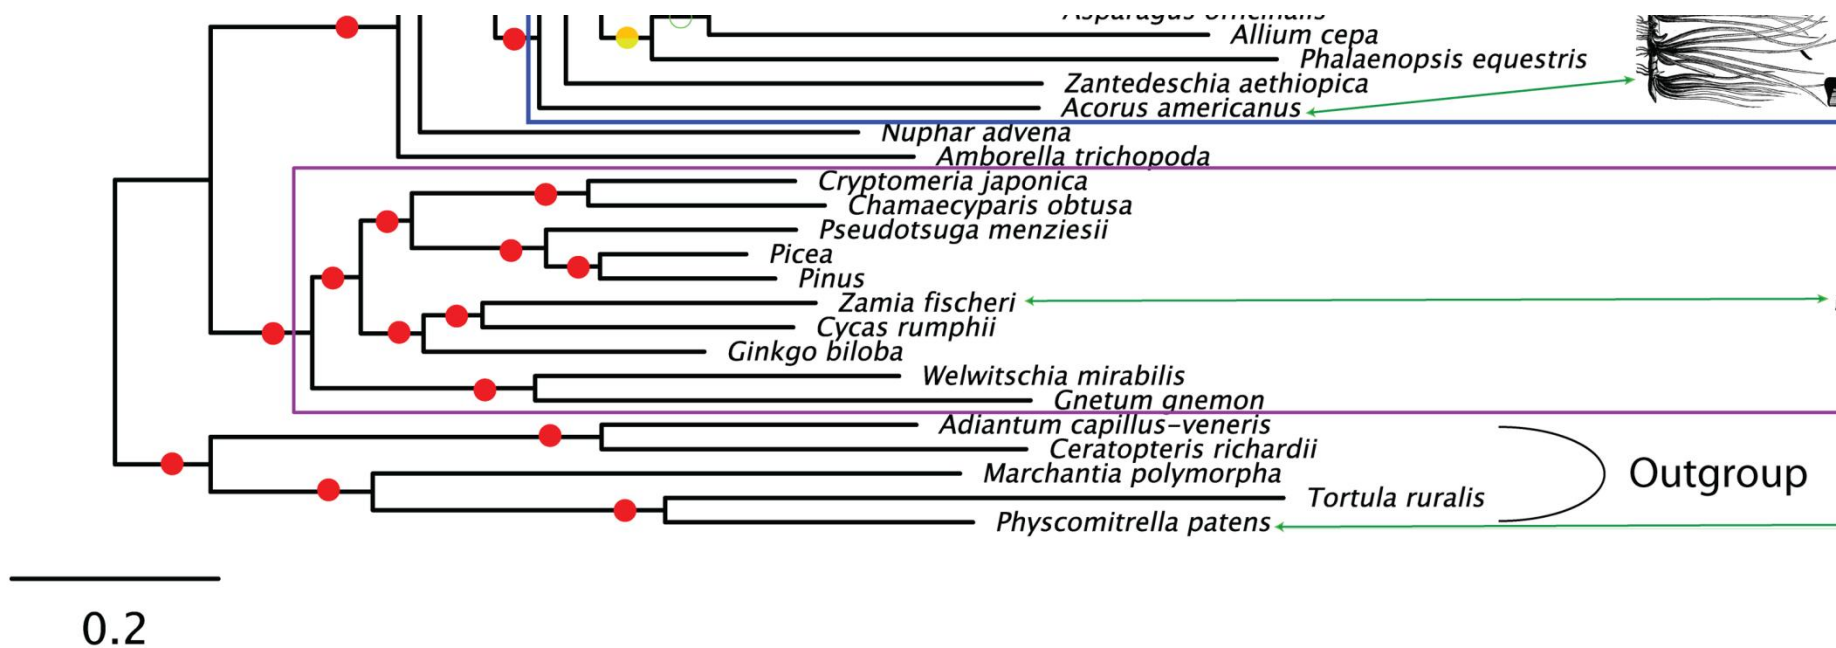 Asparagus officinalis
Allium cepa
Phalaenopsis equestris
Zantedeschia aethiopica
Acorus americanus
Nuphar advena
Amborella trichopoda
Cryptomeria japonica
Chamaecyparis obtusa
Pseudotsuga menziesii
Picea
Pinus
Zamia fischeri
Cycas rumphii
Ginkgo biloba
Welwitschia mirabilis
Gnetum gnemon
Adiantum capillus-veneris
Ceratopteris richardii
Outgroup
Marchantia polymorpha
Tortula ruralis
Physcomitrella patens
0.2